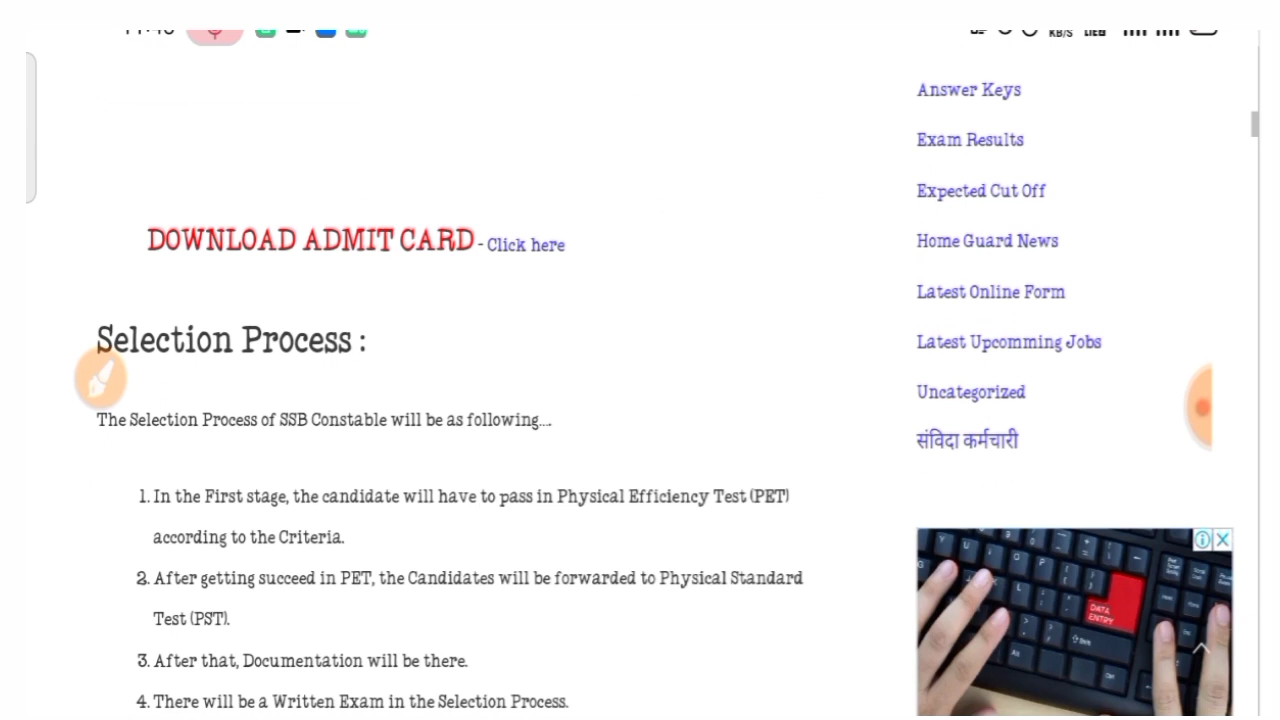 KB/S
Answer Keys
Exam Results
Expected Cut Off
DOWNLOAD ADMIT CARD - Click here
Home Guard News
Latest Online Form
Selection Process :
Latest Upcomming Jobs
Uncategorized
The Selection Process of SSB Constable will be as following....
संविदा कर्मचारी
1. In the First stage, the candidate will have to pass in Physical Efficiency Test (PET)
according to the Criteria.
2. After getting succeed in PET, the Candidates will be forwarded to Physical Standard
Test (PST).
3. After that, Documentation will be there.
4. There will be a Written Exam in the Selection Process.
DATA
ENTRY